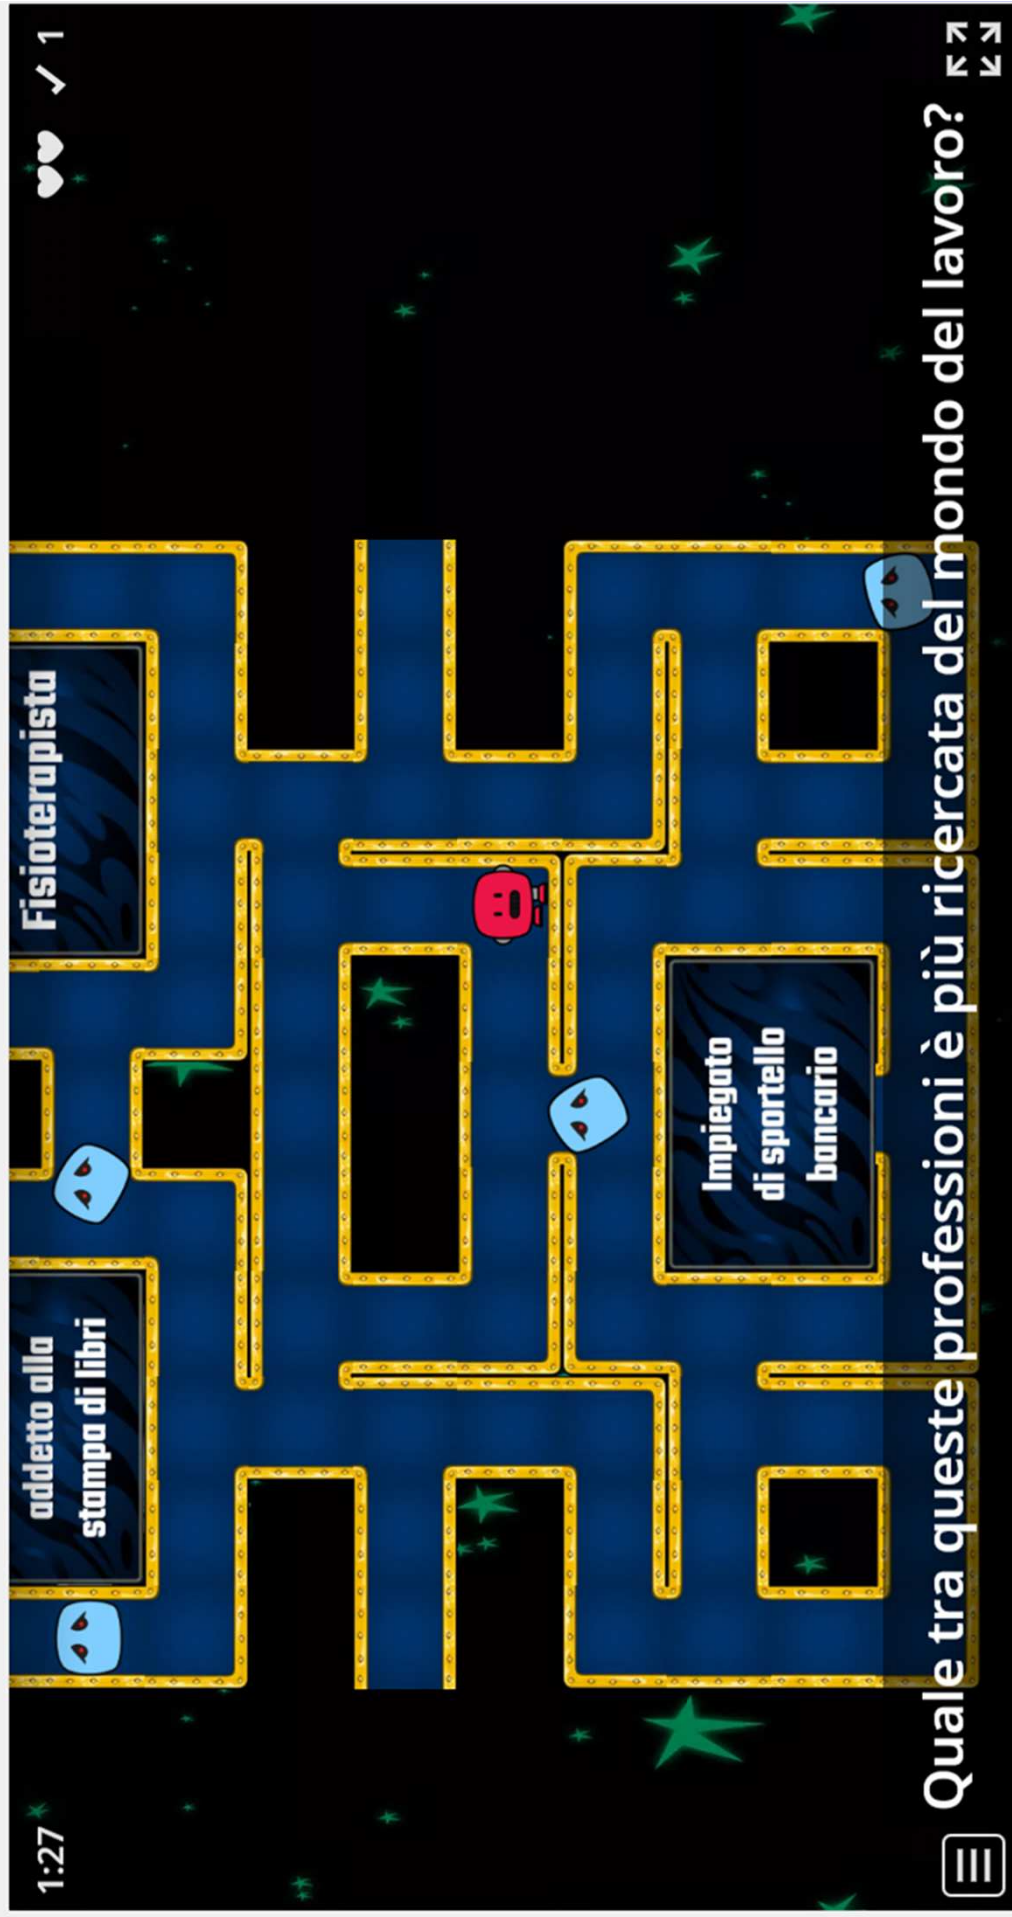 1:27
✓ 1
addetto alla
stampa di libri
Fisioterapista
Impiegato
di sportello
bancario
Quale tra queste professioni è più ricercata del mondo del lavoro?